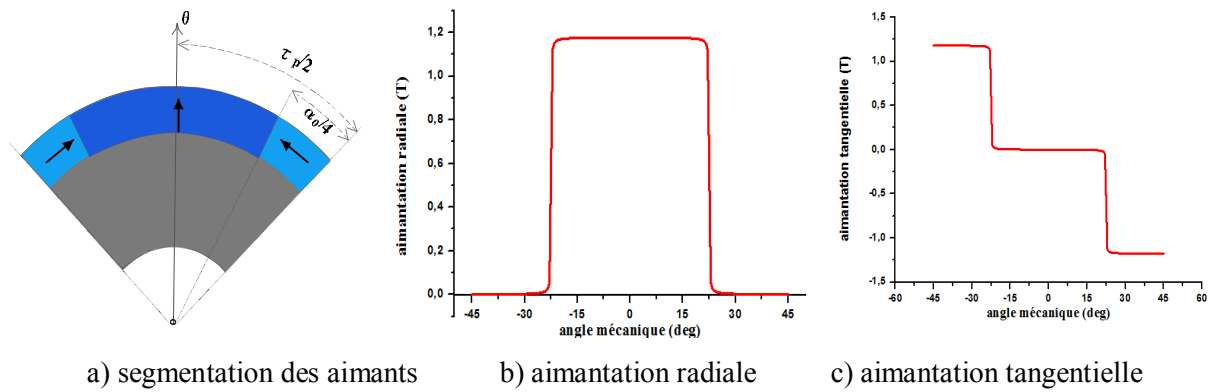 θ
τp/2
α0/4
a) segmentation des aimants
aimantation radiale (T)
1,2
1,0
0,8
0,6
0,4
0,2
0,0
-45 -30 -15 0 15 30 45
angle mécanique (deg)
b) aimantation radiale
aimantation tangentielle (T)
1,5
1,0
0,5
0,0
-0,5
-1,0
-1,5
-60 -45 -30 -15 0 15 30 45 60
angle mécanique (deg)
c) aimantation tangentielle